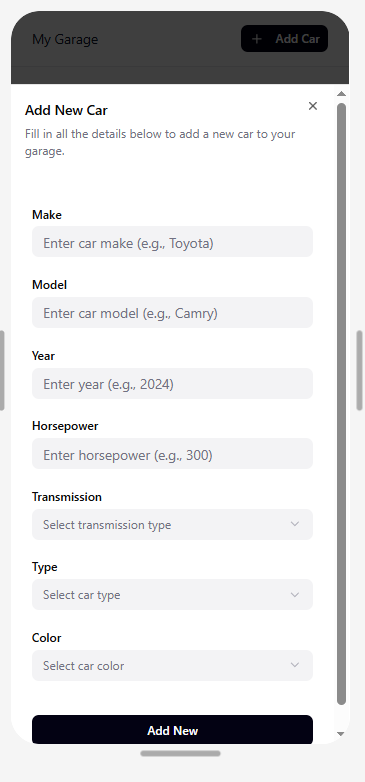 My Garage
+ Add Car
Add New Car
Fill in all the details below to add a new car to your
garage.
Make
Enter car make (e.g., Toyota)
Model
Enter car model (e.g., Camry)
Year
Enter year (e.g., 2024)
Horsepower
Enter horsepower (e.g., 300)
Transmission
Select transmission type
Type
Select car type
Color
Select car color
Add New